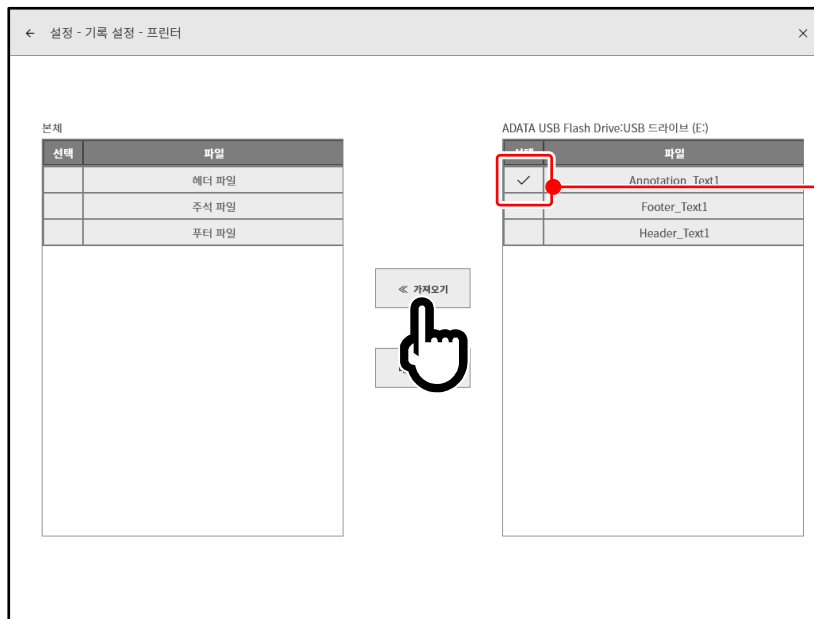 ← 설정 - 기록 설정 - 프린터 ×
본체
선택 파일
헤더 파일
주석 파일
푸터 파일
≪ 가져오기
ADATA USB Flash Drive:USB 드라이브 (E:)
선택 파일
✓ Annotation_Text1
Footer_Text1
Header_Text1